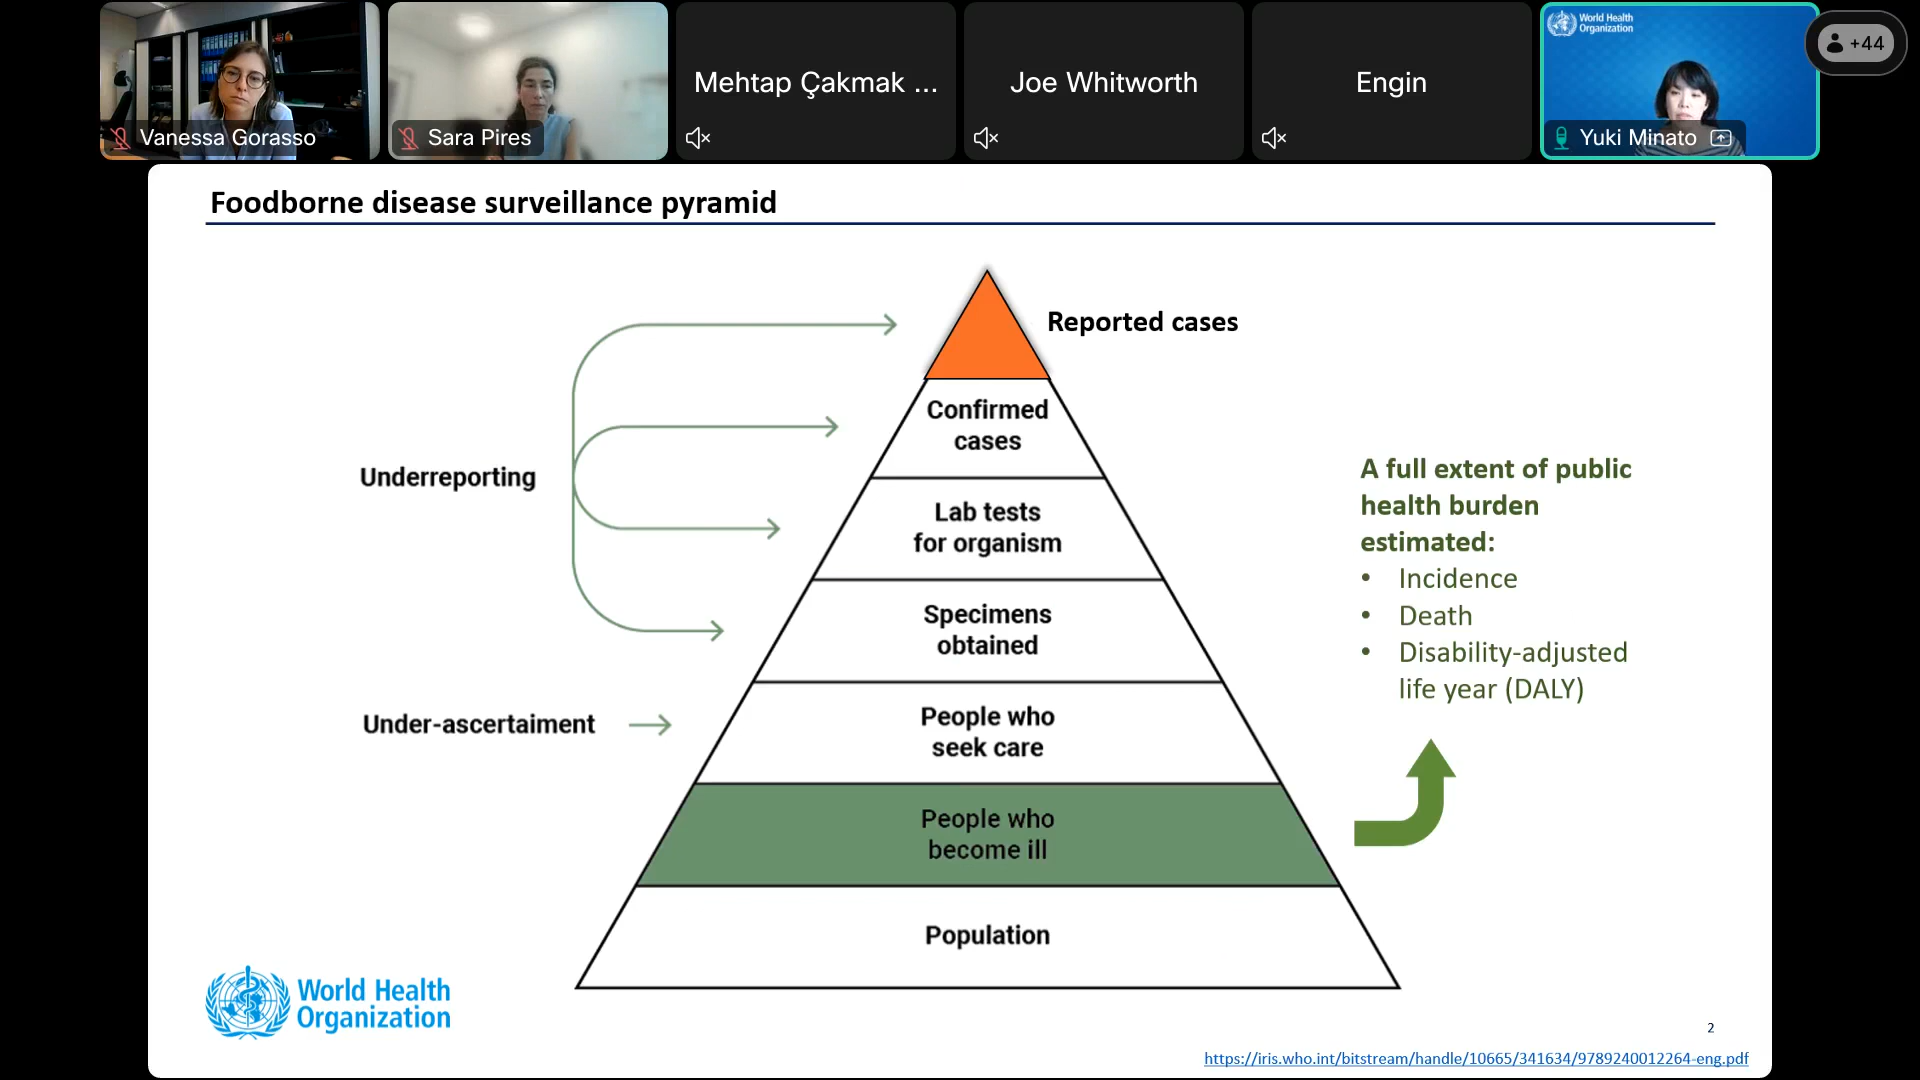 World Health
Organization
+44
Mehtap Çakmak ...
Joe Whitworth
Engin
Vanessa Gorasso
Sara Pires
Yuki Minato
Foodborne disease surveillance pyramid
Reported cases
Confirmed
cases
Underreporting
Lab tests
for organism
Specimens
obtained
Under-ascertaiment
People who
seek care
People who
become ill
Population
A full extent of public
health burden
estimated:
• Incidence
• Death
• Disability-adjusted
life year (DALY)
World Health
Organization
2
https://iris.who.int/bitstream/handle/10665/341634/9789240012264-eng.pdf